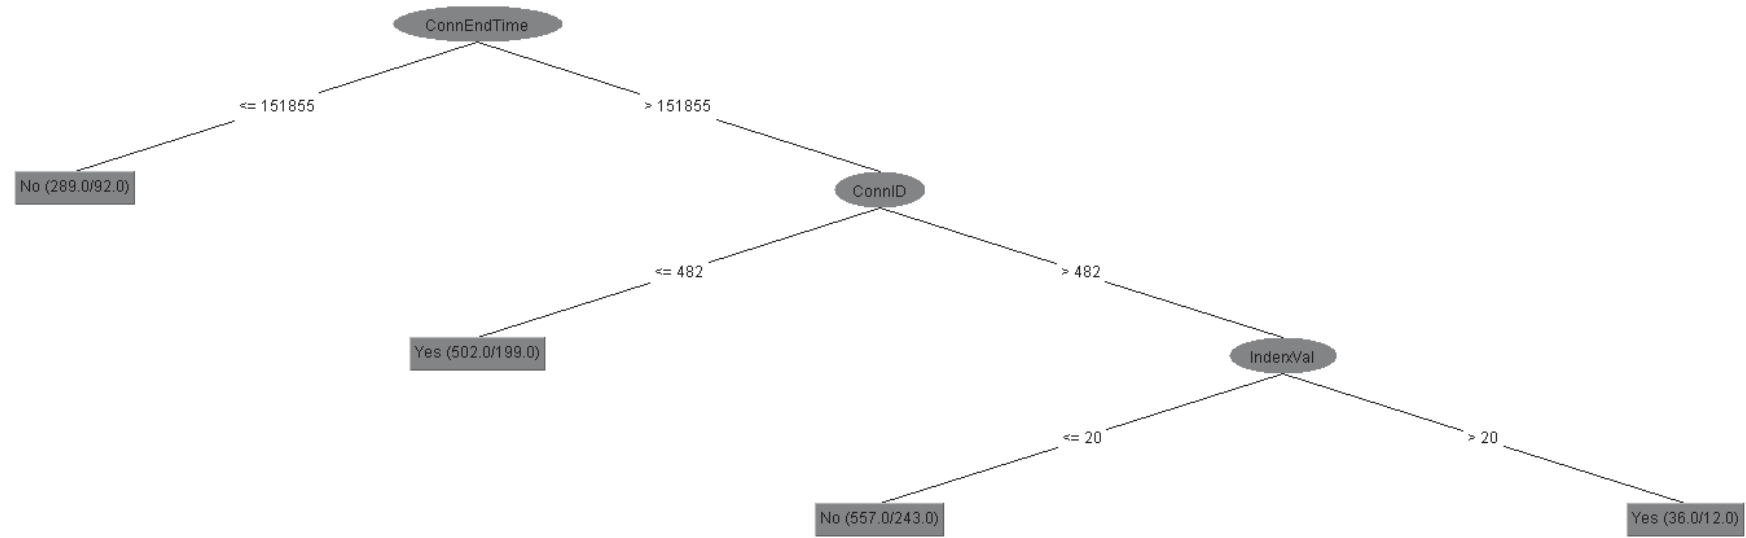 ConnEndTime
<= 151855
> 151855
No (289.0/92.0)
ConnID
<= 482
> 482
Yes (502.0/199.0)
IndexVal
<= 20
> 20
No (557.0/243.0)
Yes (36.0/12.0)